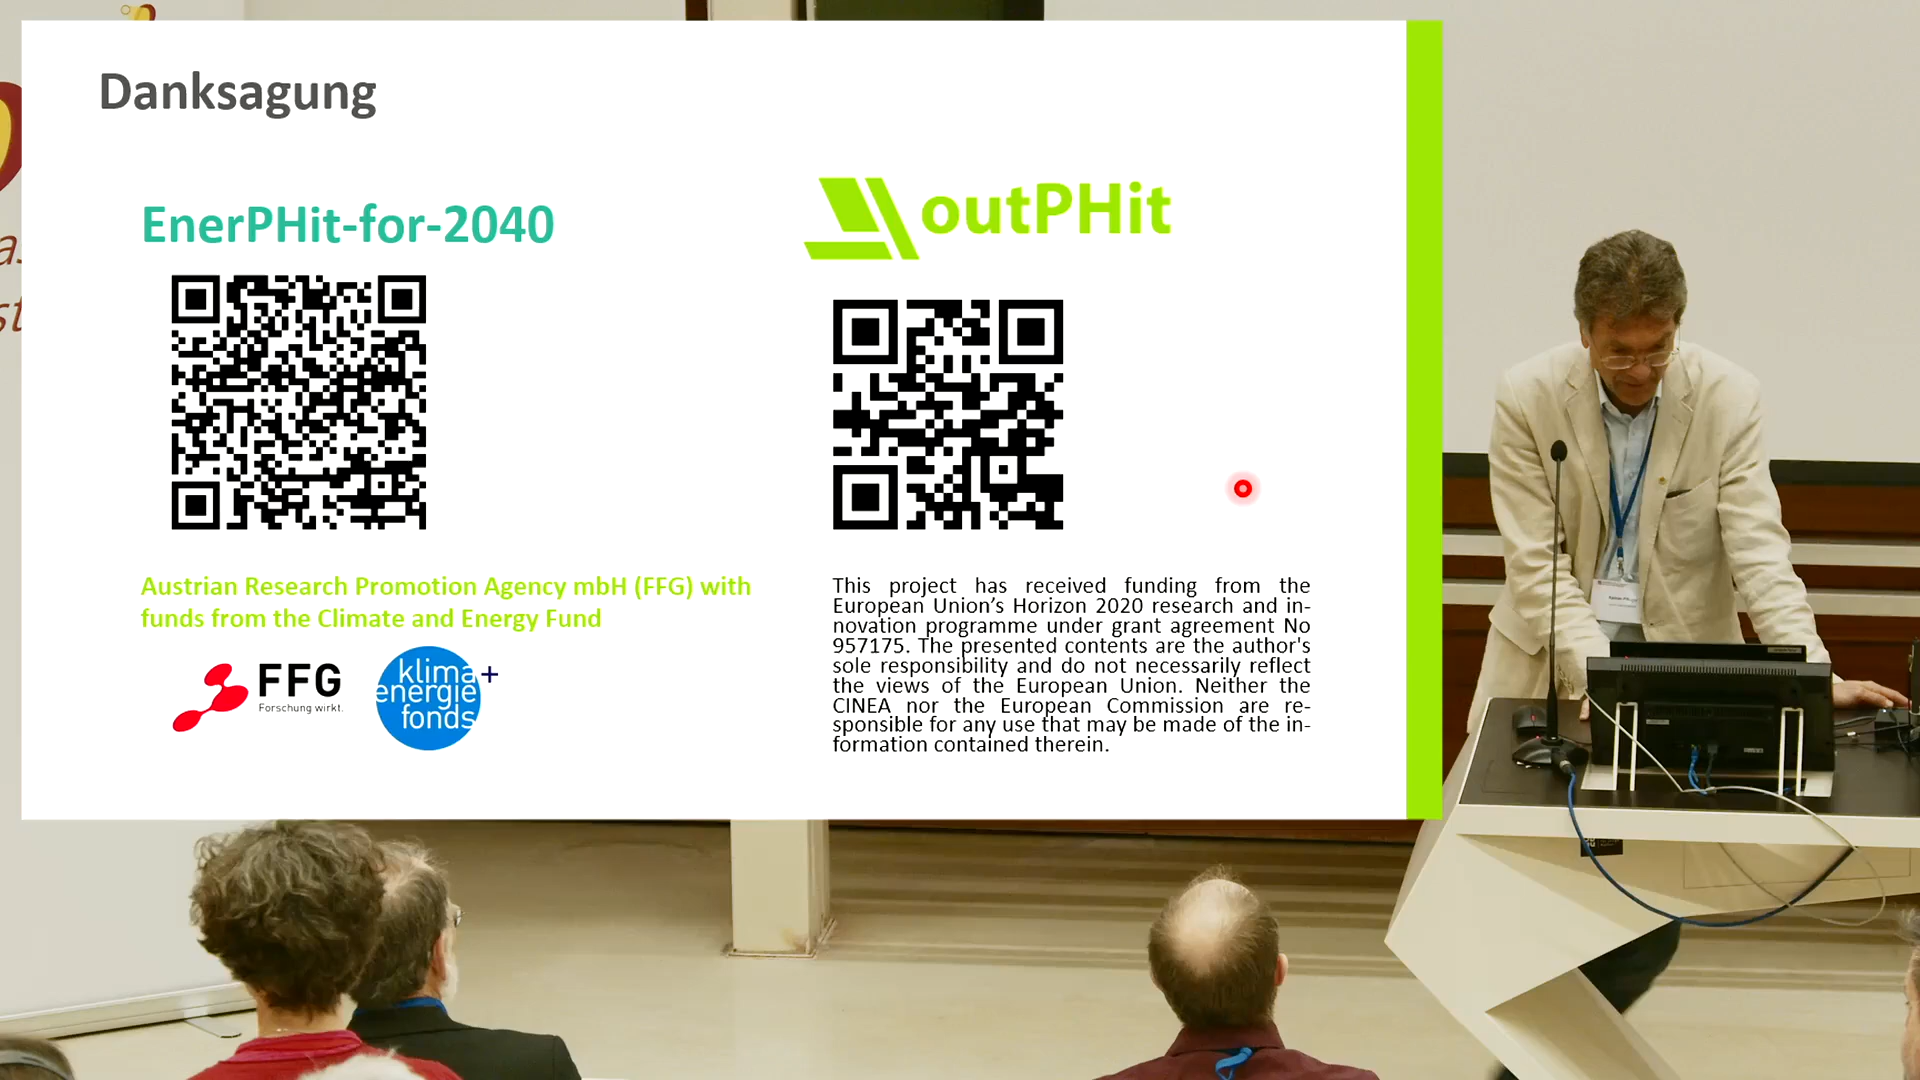 Danksagung
EnerPHit-for-2040
Austrian Research Promotion Agency mbH (FFG) with
funds from the Climate and Energy Fund
FFG
Forschung wirkt.
klima+
energie
fonds
outPHit
This project has received funding from the
European Union’s Horizon 2020 research and in-
novation programme under grant agreement No
957175. The presented contents are the author's
sole responsibility and do not necessarily reflect
the views of the European Union. Neither the
CINEA nor the European Commission are re-
sponsible for any use that may be made of the in-
formation contained therein.